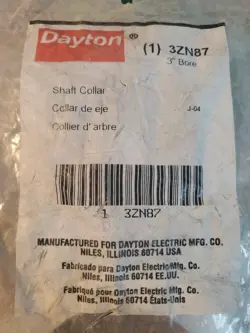 Dayton®
(1) 3ZN87
3" Bore
Shaft Collar
Collar de eje
J-04
Collier d'arbre
1 3ZN87
MANUFACTURED FOR DAYTON ELECTRIC MFG. CO.
NILES, ILLINOIS 60714 USA
Fabricado para Dayton Electric Mfg. Co.
Niles, Illinois 60714 EE.UU.
Fabriqué pour Dayton Electric Mfg. Co.
Niles, Illinois 60714 États-Unis